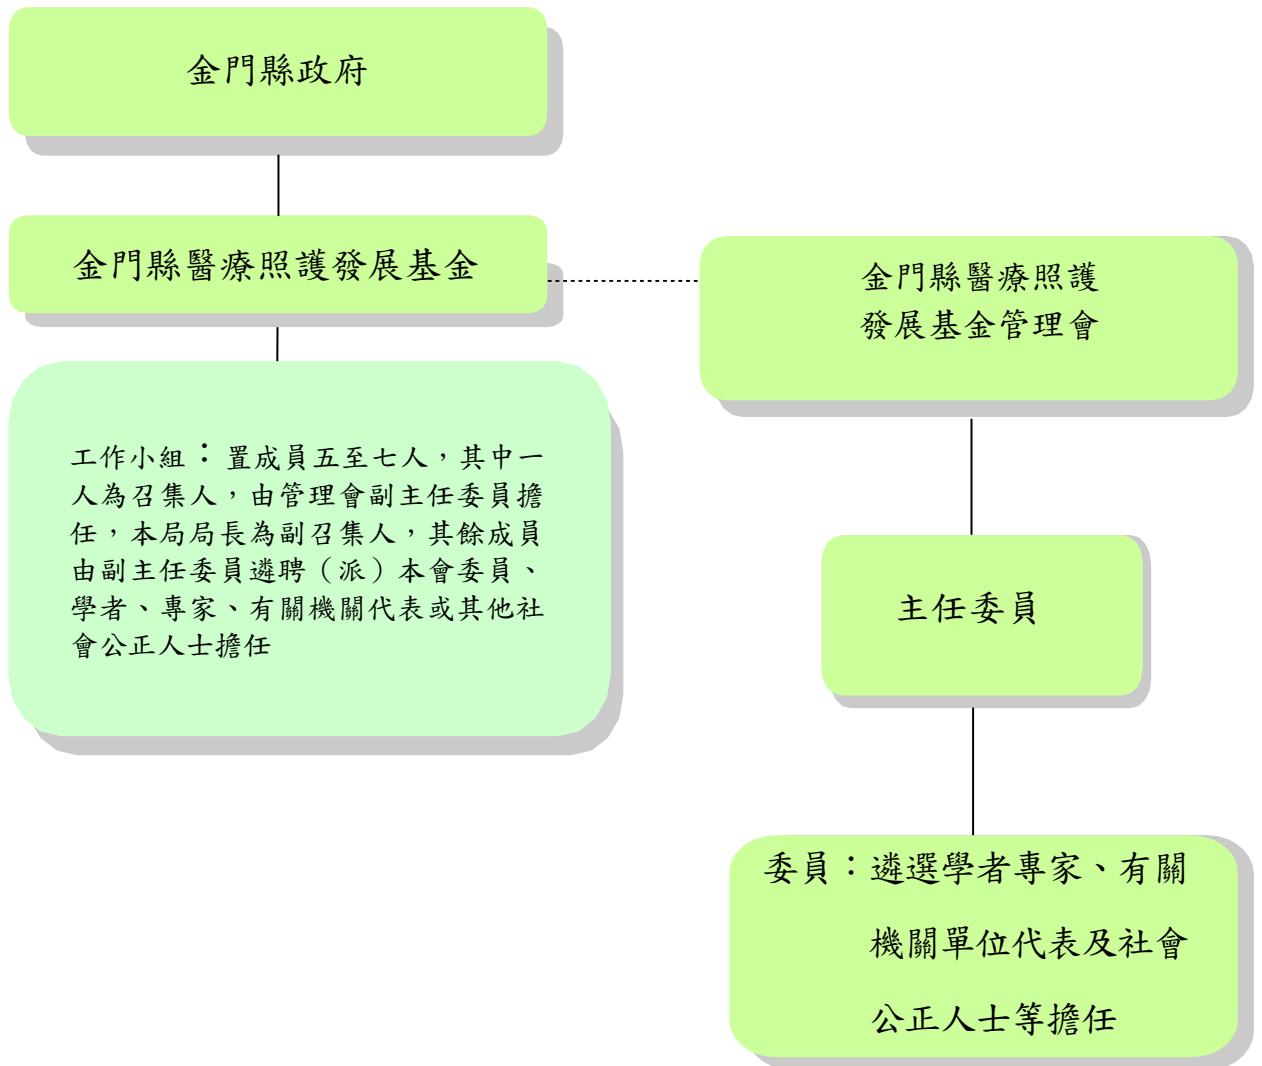 金門縣政府
金門縣醫療照護發展基金
工作小組：置成員五至七人，其中一
人為召集人，由管理會副主任委員擔
任，本局局長為副召集人，其餘成員
由副主任委員遴聘（派）本會委員、
學者、專家、有關機關代表或其他社
會公正人士擔任
金門縣醫療照護
發展基金管理會
主任委員
委員：遴選學者專家、有關
機關單位代表及社會
公正人士等擔任